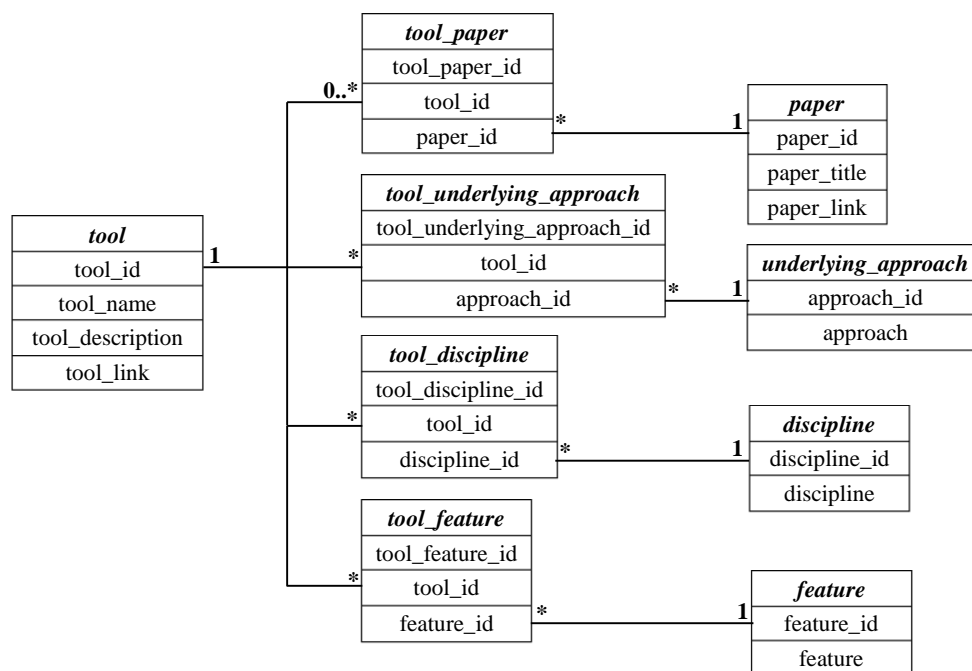 tool_paper
tool_paper_id
0..*
tool_id
paper_id
*
1
paper
paper_id
paper_title
paper_link
tool
tool_id
tool_name
tool_description
tool_link
1
tool_underlying_approach
tool_underlying_approach_id
*
tool_id
approach_id
*
1
underlying_approach
approach_id
approach
tool_discipline
tool_discipline_id
*
tool_id
discipline_id
*
1
discipline
discipline_id
discipline
tool_feature
tool_feature_id
*
tool_id
feature_id
*
1
feature
feature_id
feature